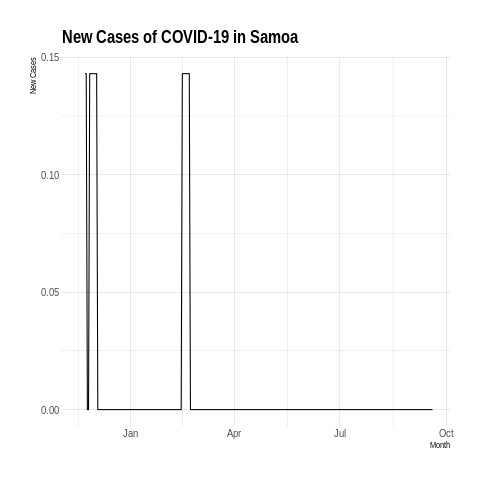 New Cases of COVID-19 in Samoa
New Cases
0.15
0.10
0.05
0.00
Jan Apr Jul Oct
Month